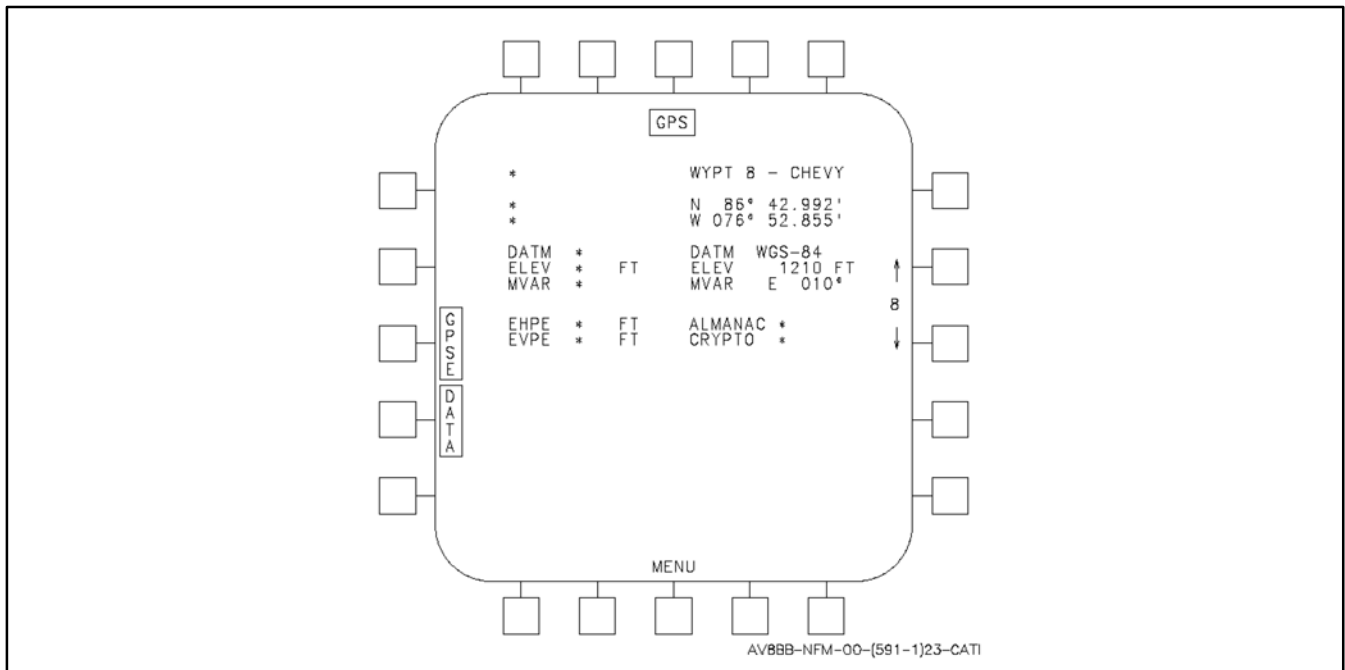 GPS
* WYPT 8 - CHEVY
* N 86° 42.992'
* W 076° 52.855'
DATM * DATM WGS-84
ELEV * FT ELEV 1210 FT
MVAR * MVAR E 010°
8
EHPE * FT ALMANAC *
EVPE * FT CRYPTO *
GPSE
DATA
MENU
AV8BB-NFM-00-(591-1)23-CATI